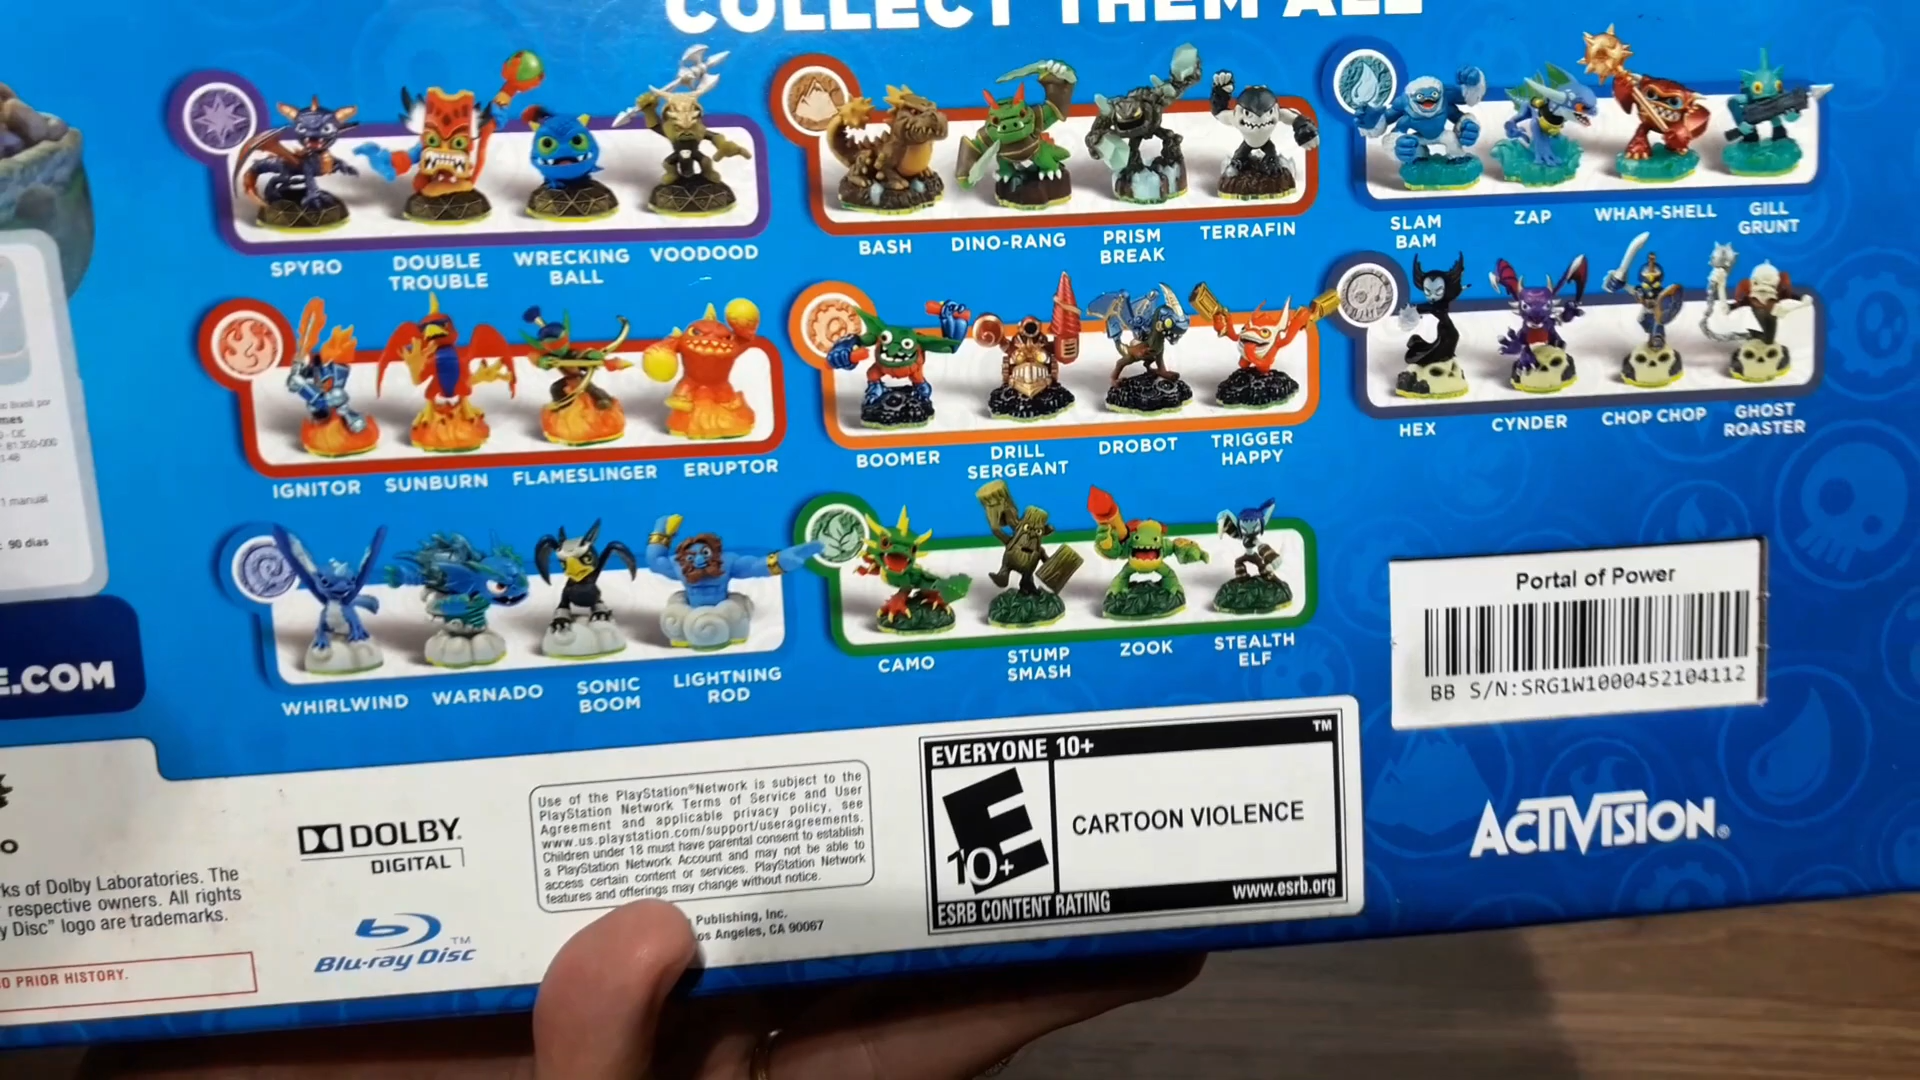 COLLECT THEM ALL
SPYRO
DOUBLE
TROUBLE
WRECKING
BALL
VOODOOD
BASH
DINO-RANG
PRISM
BREAK
TERRAFIN
SLAM
BAM
ZAP
WHAM-SHELL
GILL
GRUNT
IGNITOR
SUNBURN
FLAMESLINGER
ERUPTOR
BOOMER
DRILL
SERGEANT
DROBOT
TRIGGER
HAPPY
HEX
CYNDER
CHOP CHOP
GHOST
ROASTER
WHIRLWIND
WARNADO
SONIC
BOOM
LIGHTNING
ROD
CAMO
STUMP
SMASH
ZOOK
STEALTH
ELF
1 manual
90 dias
E.COM
Portal of Power
BB S/N:SRG1W1000452104112
ks of Dolby Laboratories. The
respective owners. All rights
y Disc" logo are trademarks.
O PRIOR HISTORY.
DOLBY.
DIGITAL
Blu-ray Disc™
Use of the PlayStation®Network is subject to the
PlayStation Network Terms of Service and User
Agreement and applicable privacy policy, see
www.us.playstation.com/support/useragreements.
Children under 18 must have parental consent to establish
a PlayStation Network Account and may not be able to
access certain content or services. PlayStation Network
features and offerings may change without notice.
Publishing, Inc.
os Angeles, CA 90067
EVERYONE 10+ ™
E
10+
CARTOON VIOLENCE
ESRB CONTENT RATING www.esrb.org
ACTIVISION®